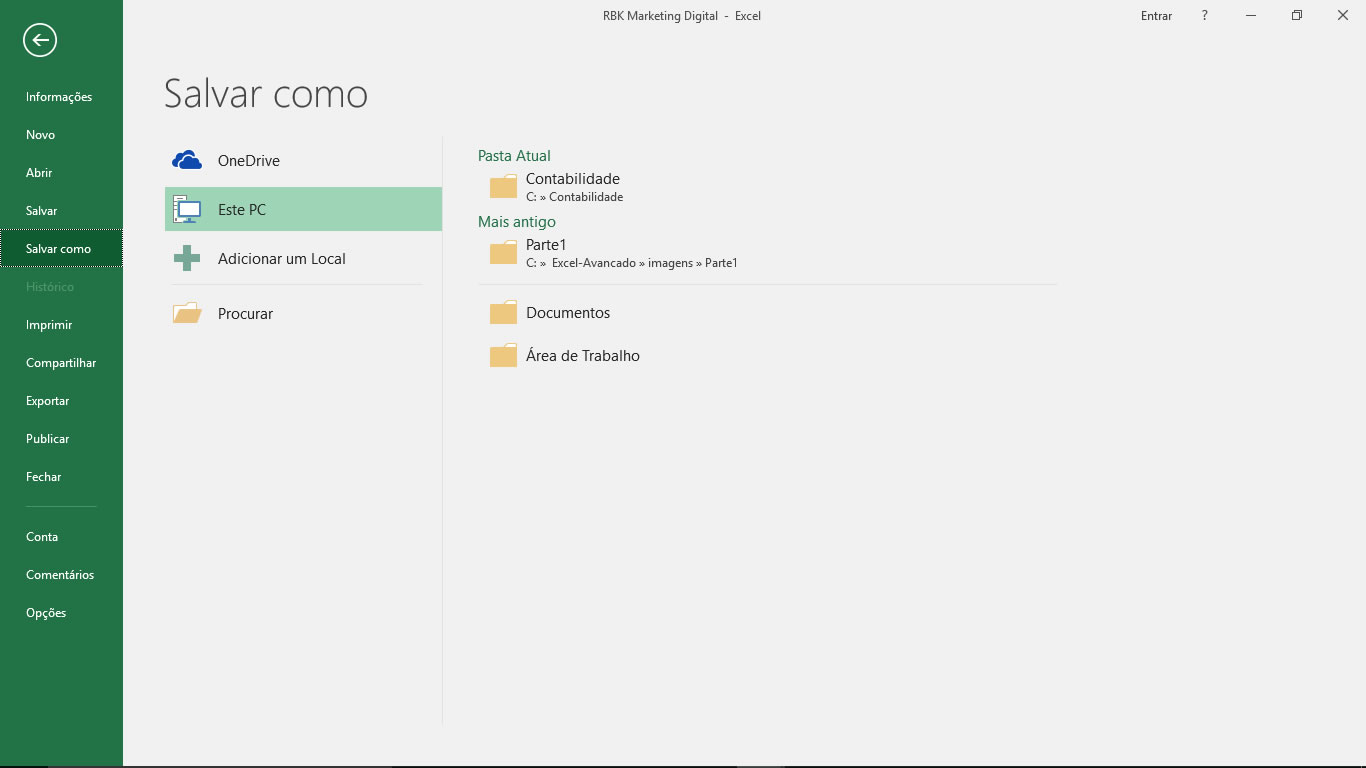 RBK Marketing Digital - Excel
Entrar
?
Informações
Novo
Abrir
Salvar
Salvar como
Histórico
Imprimir
Compartilhar
Exportar
Publicar
Fechar
Conta
Comentários
Opções
Salvar como
OneDrive
Este PC
Adicionar um Local
Procurar
Pasta Atual
Contabilidade
C: » Contabilidade
Mais antigo
Parte1
C: » Excel-Avancado » imagens » Parte1
Documentos
Área de Trabalho